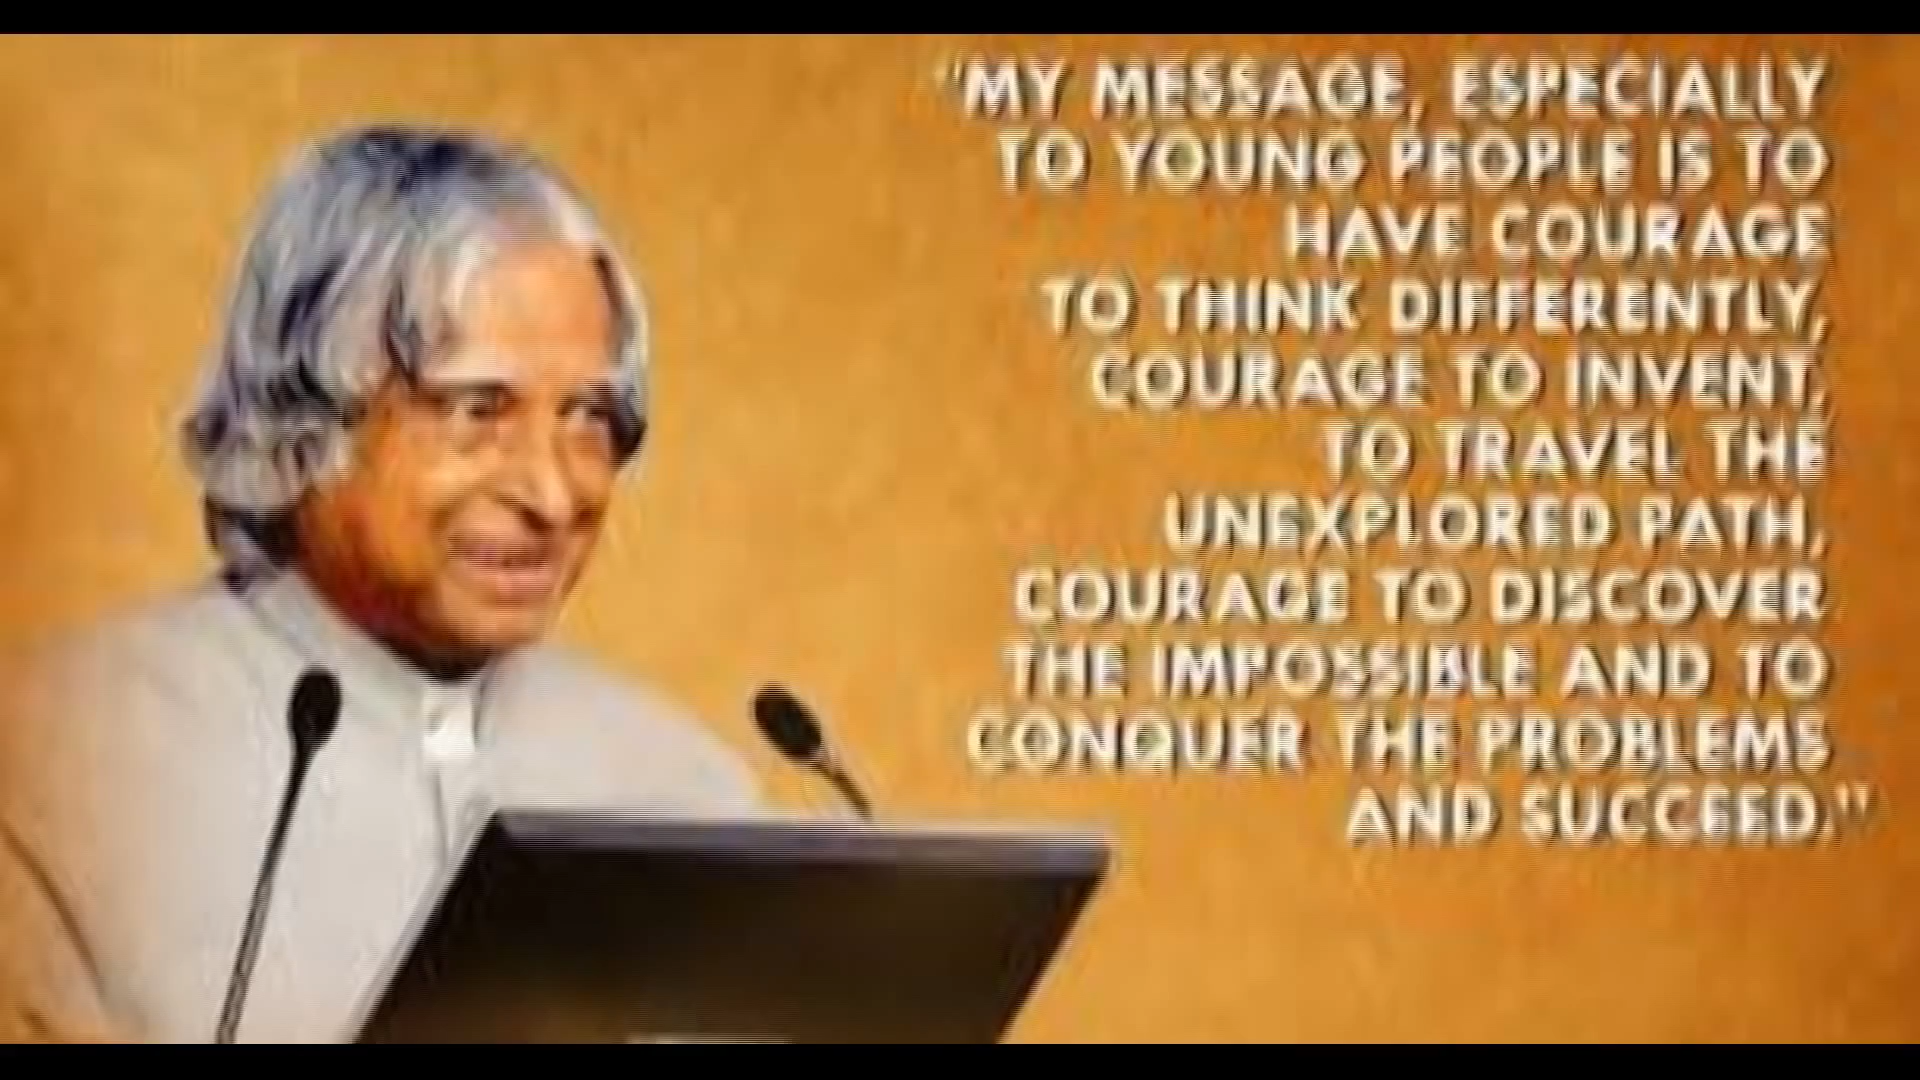 "MY MESSAGE, ESPECIALLY
TO YOUNG PEOPLE IS TO
HAVE COURAGE
TO THINK DIFFERENTLY,
COURAGE TO INVENT,
TO TRAVEL THE
UNEXPLORED PATH,
COURAGE TO DISCOVER
THE IMPOSSIBLE AND TO
CONQUER THE PROBLEMS
AND SUCCEED."